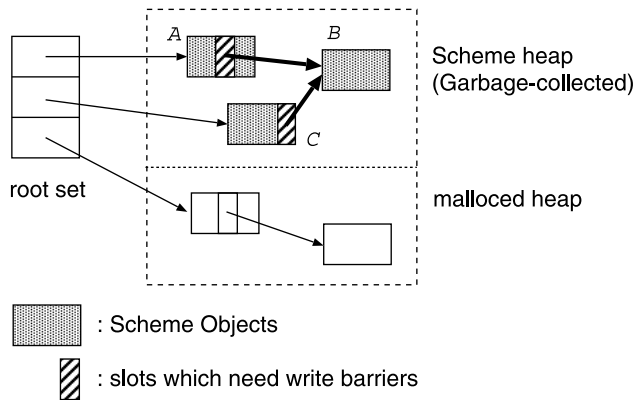 A
B
Scheme heap
(Garbage-collected)
C
root set
malloced heap
: Scheme Objects
: slots which need write barriers